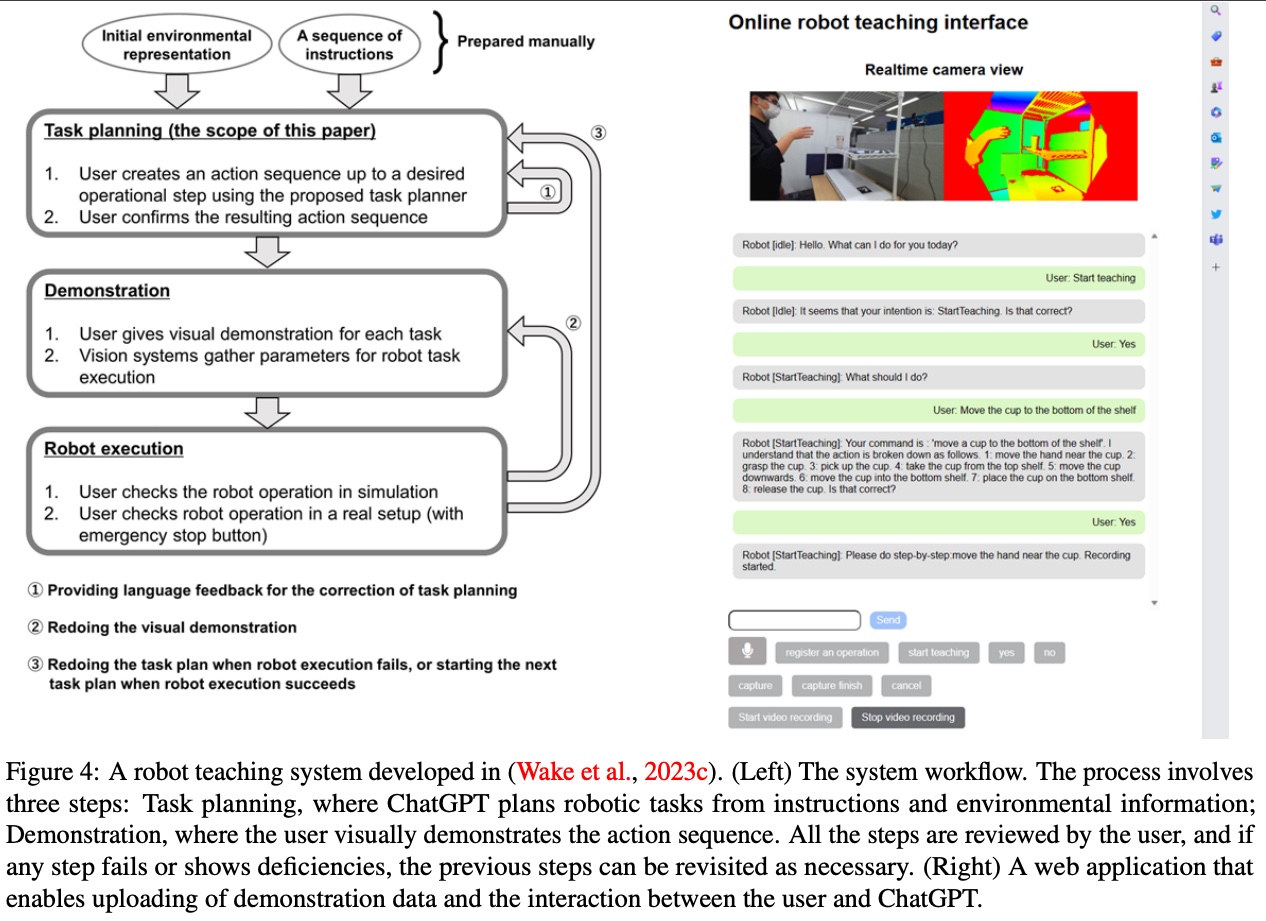 Initial environmental
representation
A sequence of
instructions
Prepared manually
Task planning (the scope of this paper)
1. User creates an action sequence up to a desired
operational step using the proposed task planner
2. User confirms the resulting action sequence
①
③
Demonstration
1. User gives visual demonstration for each task
2. Vision systems gather parameters for robot task
execution
②
Robot execution
1. User checks the robot operation in simulation
2. User checks robot operation in a real setup (with
emergency stop button)
① Providing language feedback for the correction of task planning
② Redoing the visual demonstration
③ Redoing the task plan when robot execution fails, or starting the next
task plan when robot execution succeeds
Online robot teaching interface
Realtime camera view
Robot [idle]: Hello. What can I do for you today?
User: Start teaching
Robot [Idle]: It seems that your intention is: StartTeaching. Is that correct?
User: Yes
Robot [StartTeaching]: What should I do?
User: Move the cup to the bottom of the shelf
Robot [StartTeaching]: Your command is : 'move a cup to the bottom of the shelf'. I
understand that the action is broken down as follows. 1: move the hand near the cup. 2:
grasp the cup. 3: pick up the cup. 4: take the cup from the top shelf. 5: move the cup
downwards. 6: move the cup into the bottom shelf. 7: place the cup on the bottom shelf.
8: release the cup. Is that correct?
User: Yes
Robot [StartTeaching]: Please do step-by-step:move the hand near the cup. Recording
started.
Send
register an operation start teaching yes no
capture capture finish cancel
Start video recording Stop video recording
Figure 4: A robot teaching system developed in (Wake et al., 2023c). (Left) The system workflow. The process involves
three steps: Task planning, where ChatGPT plans robotic tasks from instructions and environmental information;
Demonstration, where the user visually demonstrates the action sequence. All the steps are reviewed by the user, and if
any step fails or shows deficiencies, the previous steps can be revisited as necessary. (Right) A web application that
enables uploading of demonstration data and the interaction between the user and ChatGPT.